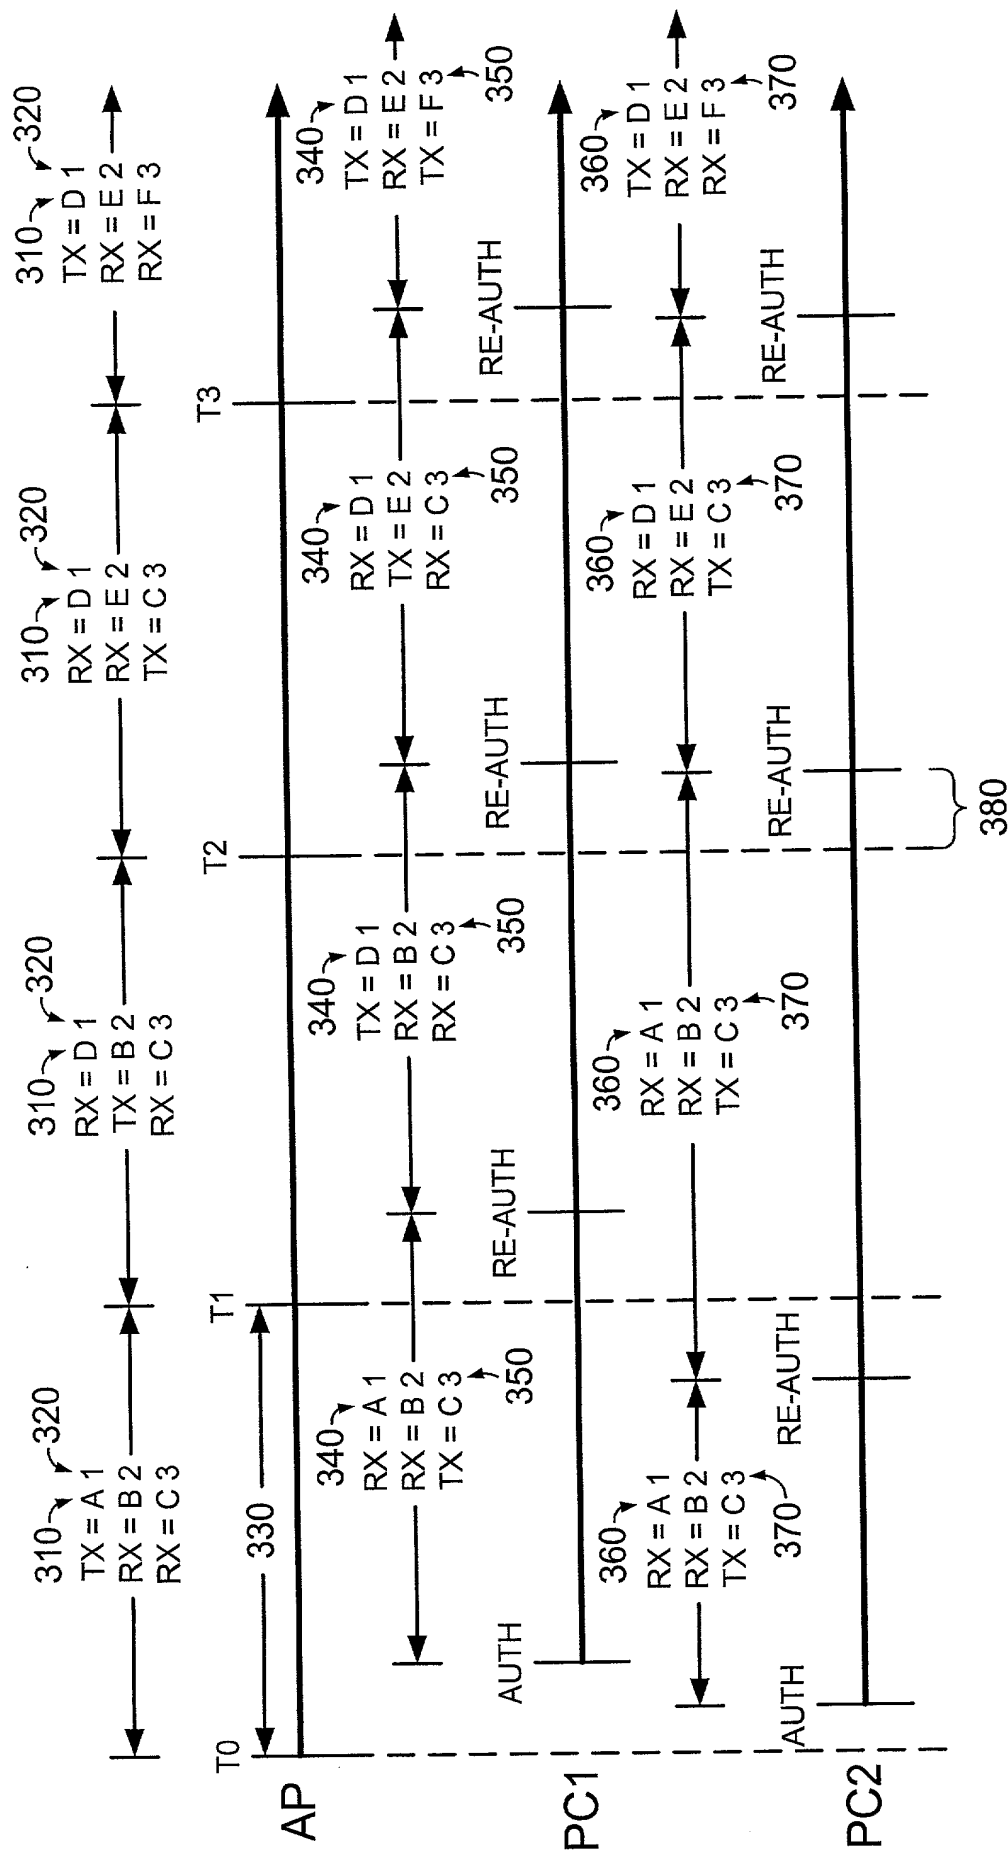 310 320
TX = A 1
RX = B 2
RX = C 3
310 320
RX = D 1
TX = B 2
RX = C 3
310 320
RX = D 1
RX = E 2
TX = C 3
310 320
TX = D 1
RX = E 2
RX = F 3
T0
330
T1
T2
T3
AP
340
RX = A 1
RX = B 2
TX = C 3
350
340
TX = D 1
RX = B 2
RX = C 3
350
340
RX = D 1
TX = E 2
RX = C 3
350
340
TX = D 1
RX = E 2
TX = F 3
350
AUTH
RE-AUTH
RE-AUTH
RE-AUTH
PC1
360
RX = A 1
RX = B 2
TX = C 3
370
360
RX = A 1
RX = B 2
TX = C 3
370
360
RX = D 1
RX = E 2
TX = C 3
370
360
TX = D 1
RX = E 2
RX = F 3
370
AUTH
RE-AUTH
RE-AUTH
RE-AUTH
PC2
380